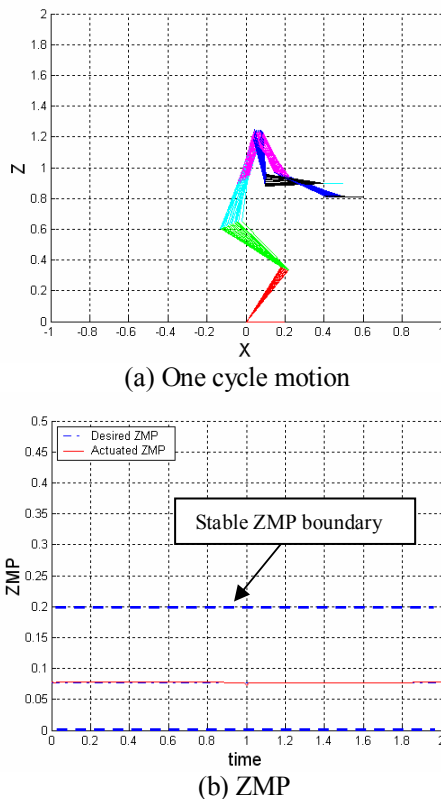 2
1.8
1.6
1.4
1.2
1
0.8
0.6
0.4
0.2
0
Z
-1 -0.8 -0.6 -0.4 -0.2 0 0.2 0.4 0.6 0.8 1
X
(a) One cycle motion
0.5
0.45
0.4
0.35
0.3
0.25
0.2
0.15
0.1
0.05
0
ZMP
Desired ZMP
Actuated ZMP
Stable ZMP boundary
0 0.2 0.4 0.6 0.8 1 1.2 1.4 1.6 1.8 2
time
(b) ZMP